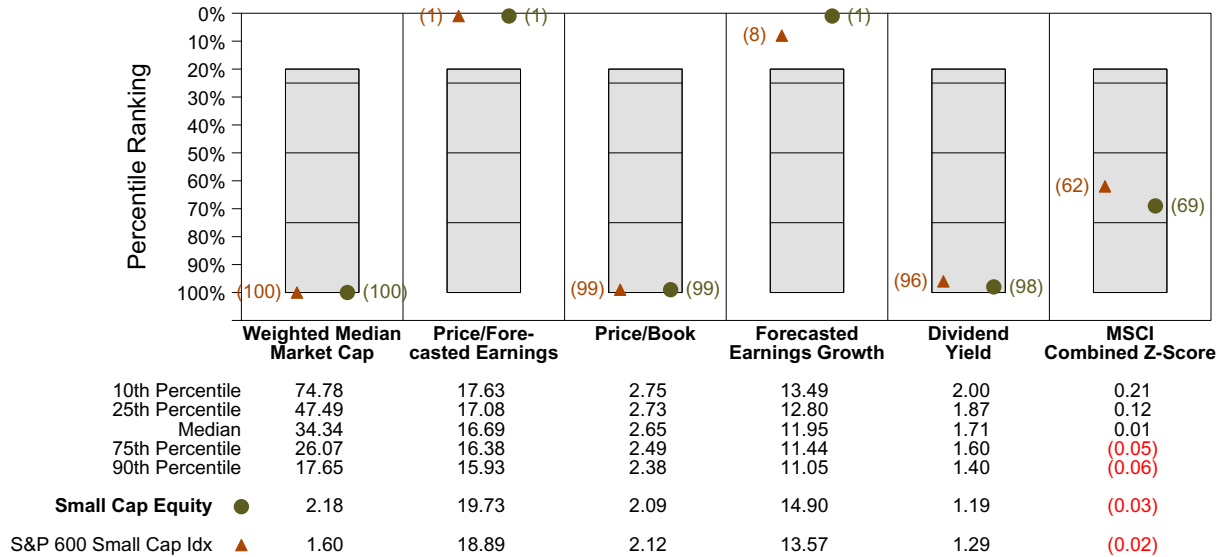 0%
10%
20%
30%
40%
50%
60%
70%
80%
90%
100%
Percentile Ranking
(1) (1) (1)
(8)
(62)
(69)
(100) (100) (99) (99) (96) (98)
Weighted Median Market Cap
Price/Fore-casted Earnings
Price/Book
Forecasted Earnings Growth
Dividend Yield
MSCI Combined Z-Score
10th Percentile 74.78 17.63 2.75 13.49 2.00 0.21
25th Percentile 47.49 17.08 2.73 12.80 1.87 0.12
Median 34.34 16.69 2.65 11.95 1.71 0.01
75th Percentile 26.07 16.38 2.49 11.44 1.60 (0.05)
90th Percentile 17.65 15.93 2.38 11.05 1.40 (0.06)
Small Cap Equity 2.18 19.73 2.09 14.90 1.19 (0.03)
S&P 600 Small Cap Idx 1.60 18.89 2.12 13.57 1.29 (0.02)